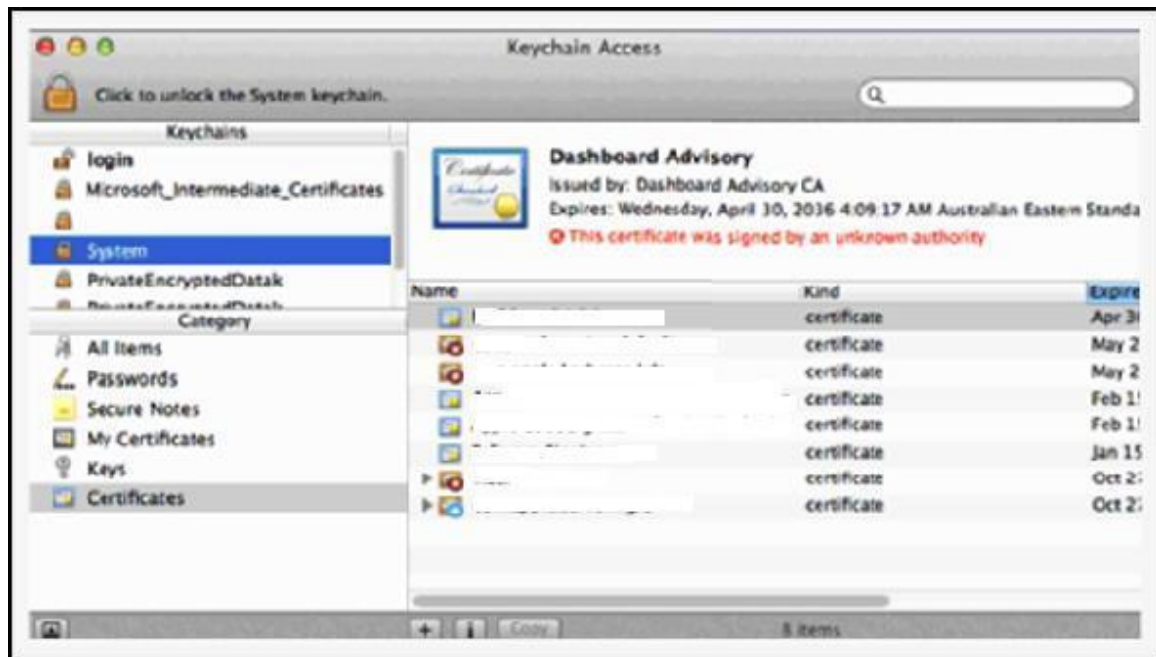 Keychain Access
Click to unlock the System keychain.
Keychains
login
Microsoft_Intermediate_Certificates
System
PrivateEncryptedDatak
Category
All Items
Passwords
Secure Notes
My Certificates
Keys
Certificates
Certificate
Dashboard Advisory
Issued by: Dashboard Advisory CA
Expires: Wednesday, April 30, 2036 4:09:17 AM Australian Eastern Standa
This certificate was signed by an unknown authority
Name Kind Expire
certificate Apr 3
certificate May 2
certificate May 2
certificate Feb 1
certificate Feb 1
certificate Jan 15
certificate Oct 2
certificate Oct 2
+ i Copy 8 items